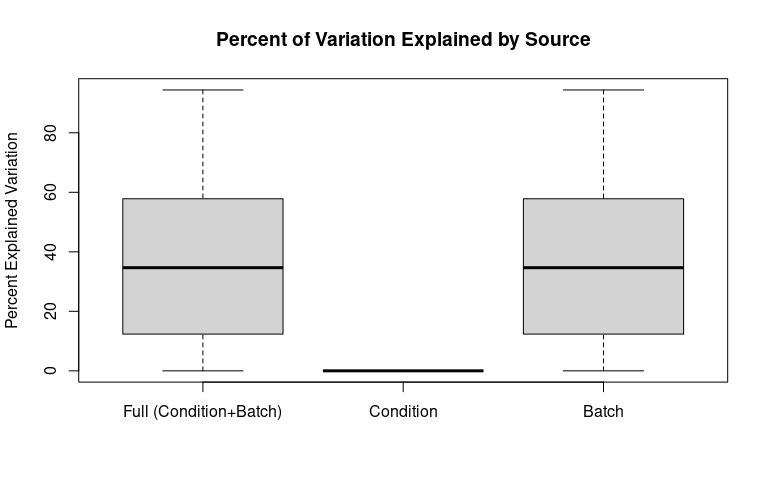 Percent of Variation Explained by Source
Percent Explained Variation
80
60
40
20
0
Full (Condition+Batch)
Condition
Batch